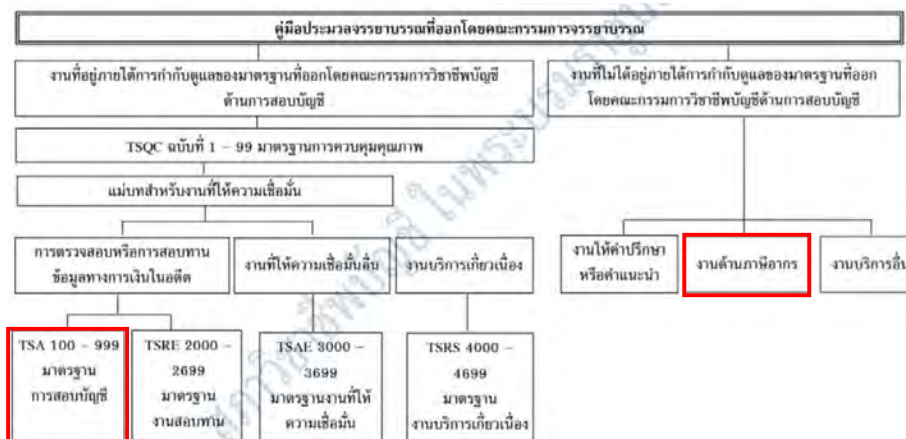 คู่มือประมวลจรรยาบรรณที่ออกโดยคณะกรรมการจรรยาบรรณ
งานที่อยู่ภายใต้การกำกับดูแลของมาตรฐานที่ออกโดยคณะกรรมการวิชาชีพบัญชี
ด้านการสอบบัญชี
งานที่ไม่ได้อยู่ภายใต้การกำกับดูแลของมาตรฐานที่ออก
โดยคณะกรรมการวิชาชีพบัญชีด้านการสอบบัญชี
TSQC ฉบับที่ 1 – 99 มาตรฐานการควบคุมคุณภาพ
แม่บทสำหรับงานที่ให้ความเชื่อมั่น
การตรวจสอบหรือการสอบทาน
ข้อมูลทางการเงินในอดีต
งานที่ให้ความเชื่อมั่นอื่น
งานบริการเกี่ยวเนื่อง
งานให้คำปรึกษา
หรือคำแนะนำ
งานด้านภาษีอากร
งานบริการอื่น
TSA 100 – 999
มาตรฐาน
การสอบบัญชี
TSRE 2000 –
2699
มาตรฐาน
งานสอบทาน
TSAE 3000 –
3699
มาตรฐานงานที่ให้
ความเชื่อมั่น
TSRS 4000 –
4699
มาตรฐาน
งานบริการเกี่ยวเนื่อง
สภาวิชาชีพบัญชี ในพระบรมราชูป